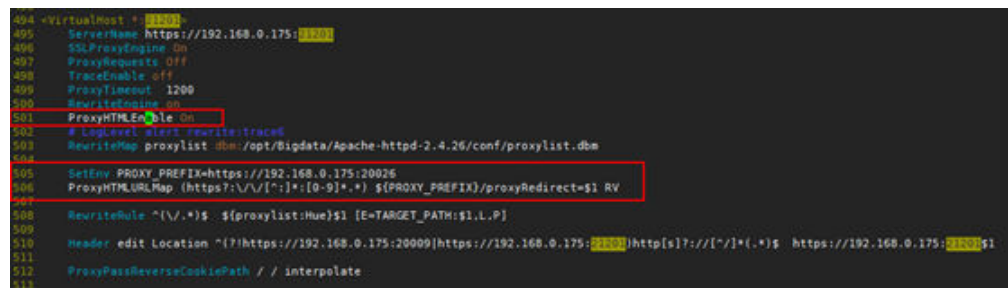 494 <VirtualHost *:21201>
495 ServerName https://192.168.0.175:21201
496 SSLProxyEngine On
497 ProxyRequests Off
498 TraceEnable off
499 ProxyTimeout 1200
500 RewriteEngine on
501 ProxyHTMLEnable On
502 # LogLevel alert rewrite:trace6
503 RewriteMap proxylist dbm:/opt/Bigdata/Apache-httpd-2.4.26/conf/proxylist.dbm
504
505 SetEnv PROXY_PREFIX=https://192.168.0.175:20026
506 ProxyHTMLURLMap (https?:\/\/[^:]*:[0-9]*.*) ${PROXY_PREFIX}/proxyRedirect=$1 RV
507
508 RewriteRule ^(\/.*)$ ${proxylist:Hue}$1 [E=TARGET_PATH:$1,L,P]
509
510 Header edit Location ^(?!https://192.168.0.175:20009|https://192.168.0.175:21201)http[s]?://[^/]*(.*)$ https://192.168.0.175:21201$1
511
512 ProxyPassReverseCookiePath / / interpolate
513